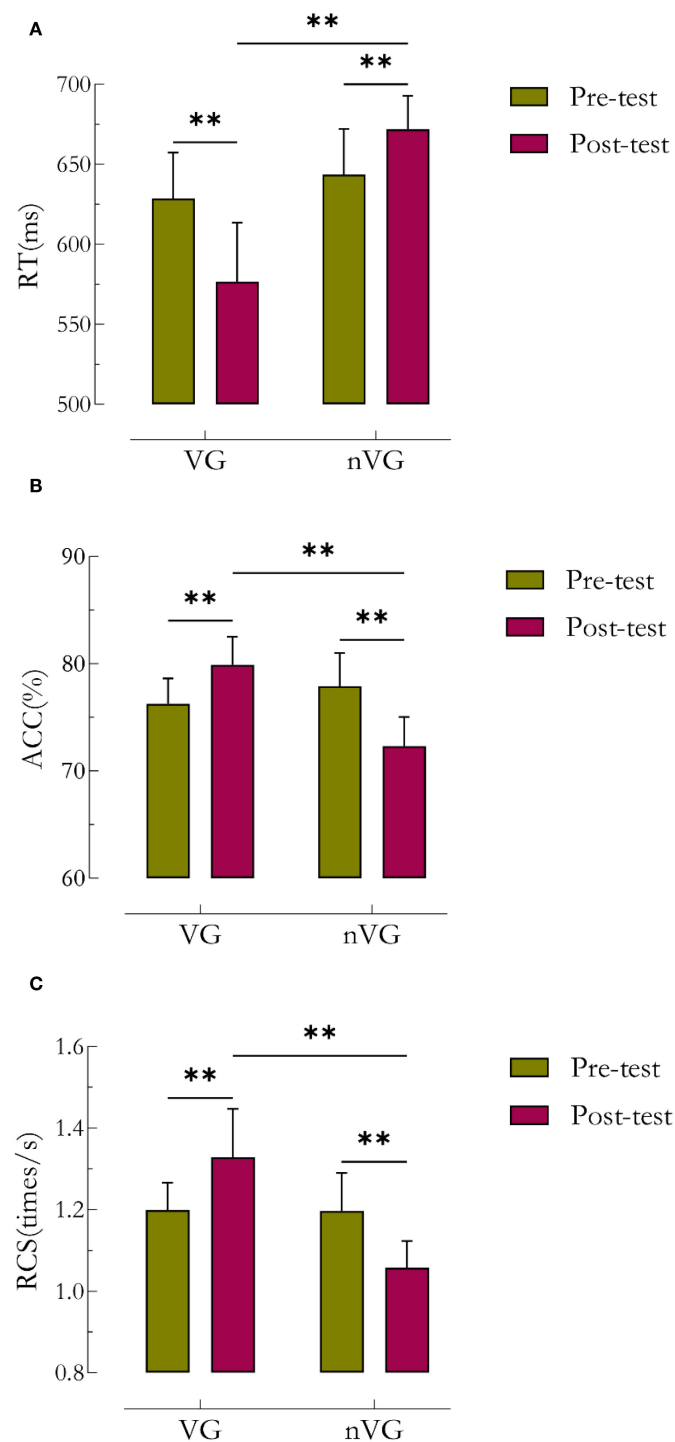 A
**
700
**
Pre-test
**
Post-test
650
RT(ms)
600
550
500
VG
nVG
B
90
**
Pre-test
**
**
Post-test
80
ACC(%)
70
60
VG
nVG
C
1.6
**
Pre-test
**
Post-test
1.4
**
RCS(times/s)
1.2
1.0
0.8
VG
nVG